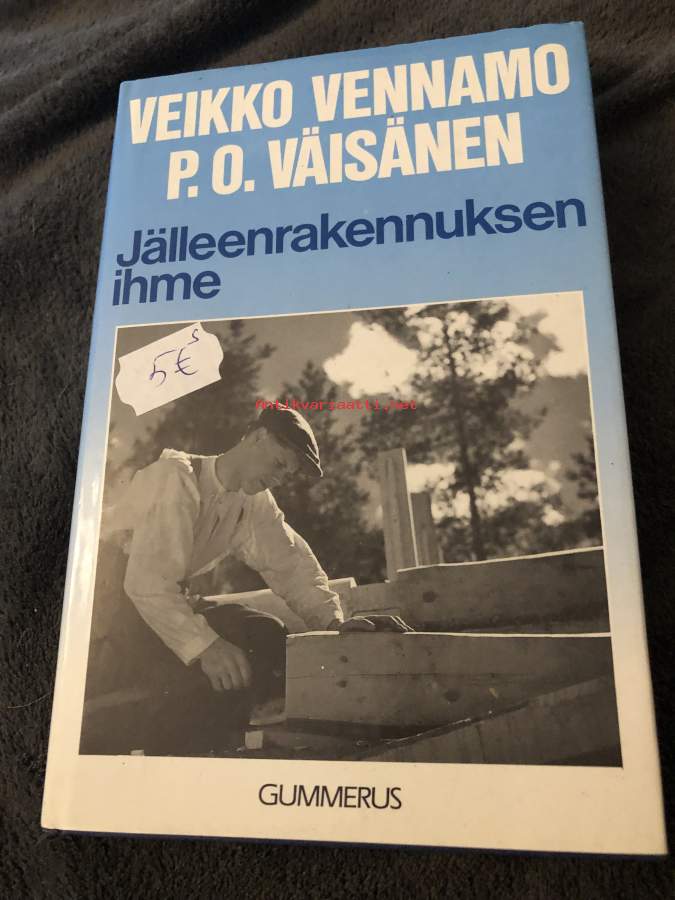 VEIKKO VENNAMO
P. O. VÄISÄNEN
Jälleenrakennuksen
ihme
5€
s
Antikvariaatti.net
GUMMERUS